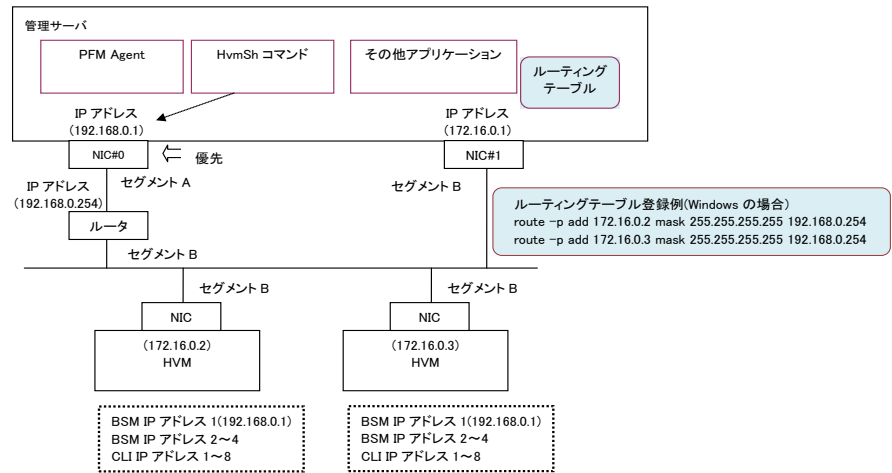 管理サーバ
PFM Agent
HvmSh コマンド
その他アプリケーション
ルーティング
テーブル
IP アドレス
(192.168.0.1)
IP アドレス
(172.16.0.1)
NIC#0
優先
NIC#1
セグメント A
セグメント B
IP アドレス
(192.168.0.254)
ルータ
ルーティングテーブル登録例(Windows の場合)
route -p add 172.16.0.2 mask 255.255.255.255 192.168.0.254
route -p add 172.16.0.3 mask 255.255.255.255 192.168.0.254
セグメント B
セグメント B
セグメント B
NIC
NIC
(172.16.0.2)
HVM
(172.16.0.3)
HVM
BSM IP アドレス 1(192.168.0.1)
BSM IP アドレス 2～4
CLI IP アドレス 1～8
BSM IP アドレス 1(192.168.0.1)
BSM IP アドレス 2～4
CLI IP アドレス 1～8